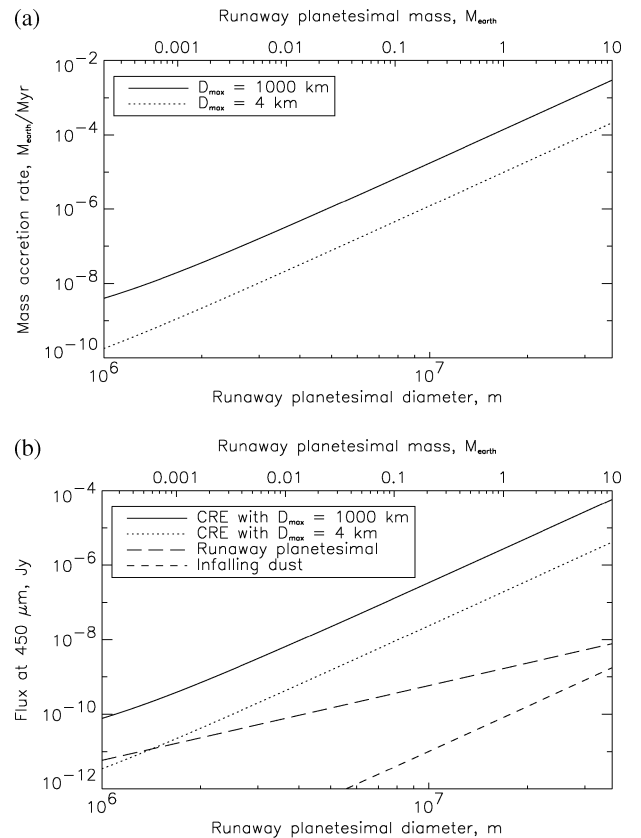 (a)
Runaway planetesimal mass, M_earth
0.001 0.01 0.1 1 10
10^-2
10^-4
10^-6
10^-8
10^-10
Mass accretion rate, M_earth/Myr
D_max = 1000 km
D_max = 4 km
10^6 10^7
Runaway planetesimal diameter, m
(b)
Runaway planetesimal mass, M_earth
0.001 0.01 0.1 1 10
10^-4
10^-6
10^-8
10^-10
10^-12
Flux at 450 μm, Jy
CRE with D_max = 1000 km
CRE with D_max = 4 km
Runaway planetesimal
Infalling dust
10^6 10^7
Runaway planetesimal diameter, m